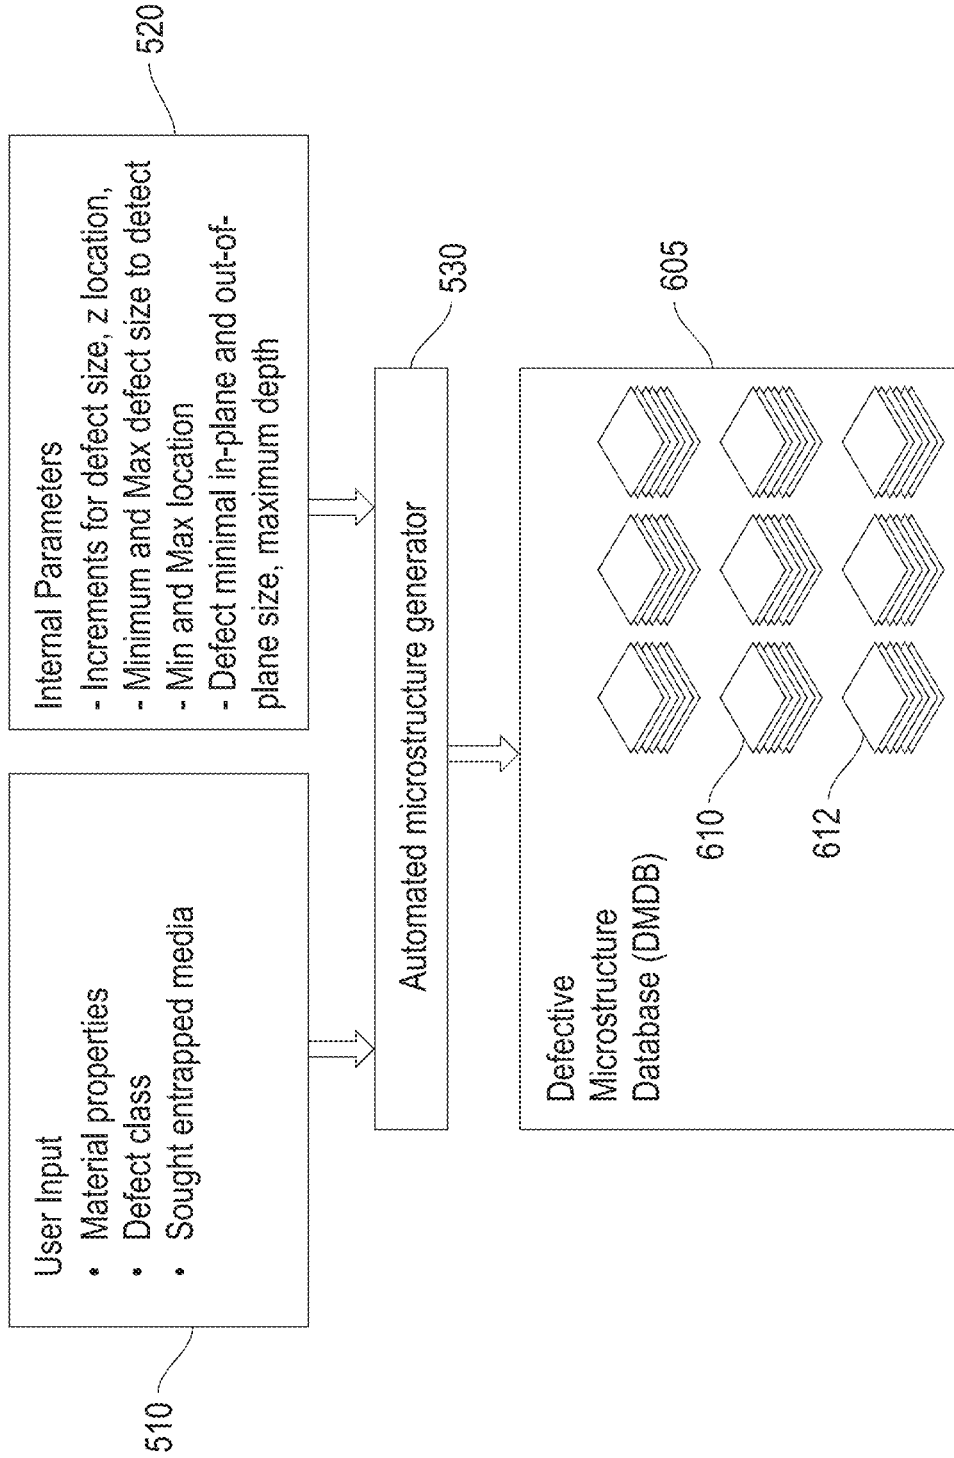 510
User Input
• Material properties
• Defect class
• Sought entrapped media
520
Internal Parameters
- Increments for defect size, z location,
- Minimum and Max defect size to detect
- Min and Max location
- Defect minimal in-plane and out-of-
plane size, maximum depth
530
Automated microstructure generator
605
Defective
Microstructure
Database (DMDB)
610
612